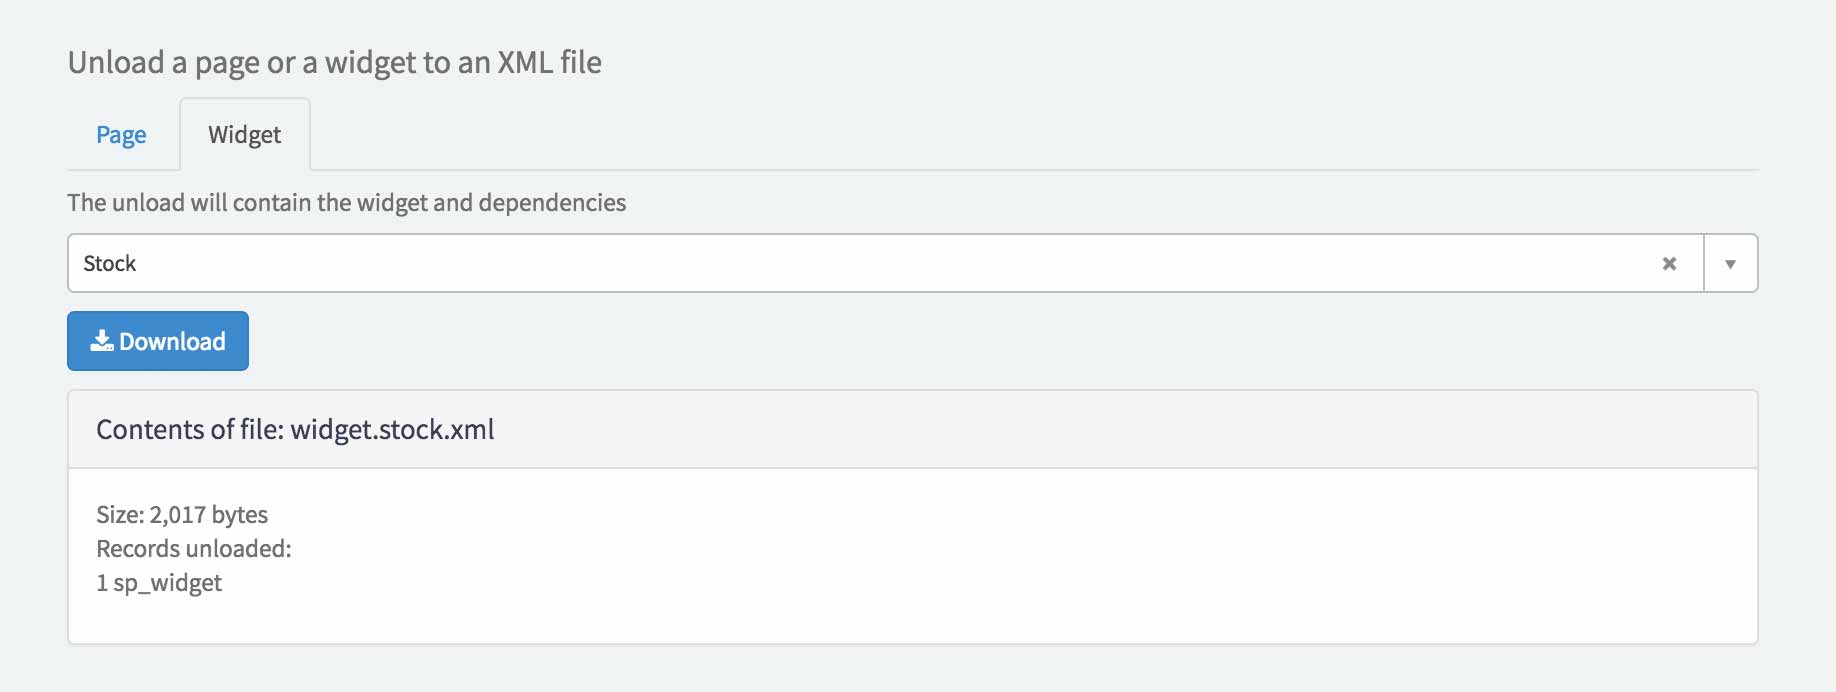 Unload a page or a widget to an XML file
Page
Widget
The unload will contain the widget and dependencies
Stock
Download
Contents of file: widget.stock.xml
Size: 2,017 bytes
Records unloaded:
1 sp_widget